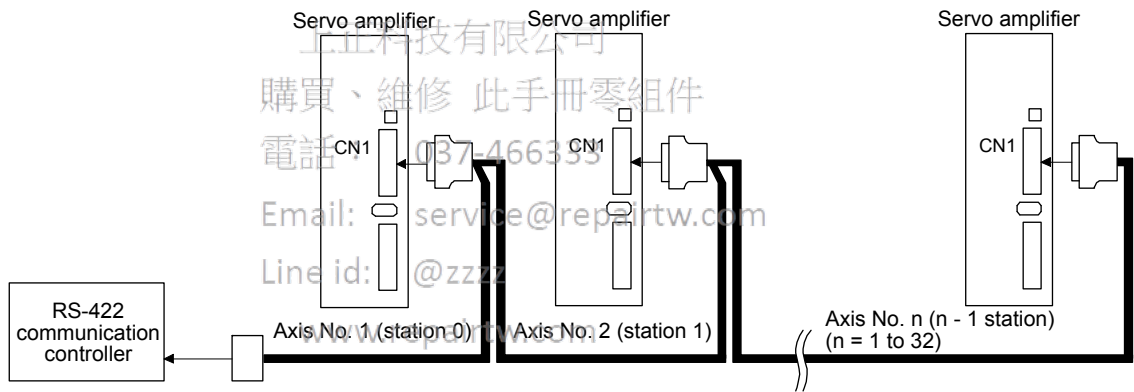 Servo amplifier
Servo amplifier
Servo amplifier
上正科技有限公司
購買、維修 此手冊零組件
電話: 037-466333
Email: service@repairtw.com
Line id: @zzzz
www.repairtw.com
CN1
CN1
CN1
RS-422
communication
controller
Axis No. 1 (station 0)
Axis No. 2 (station 1)
Axis No. n (n - 1 station)
(n = 1 to 32)